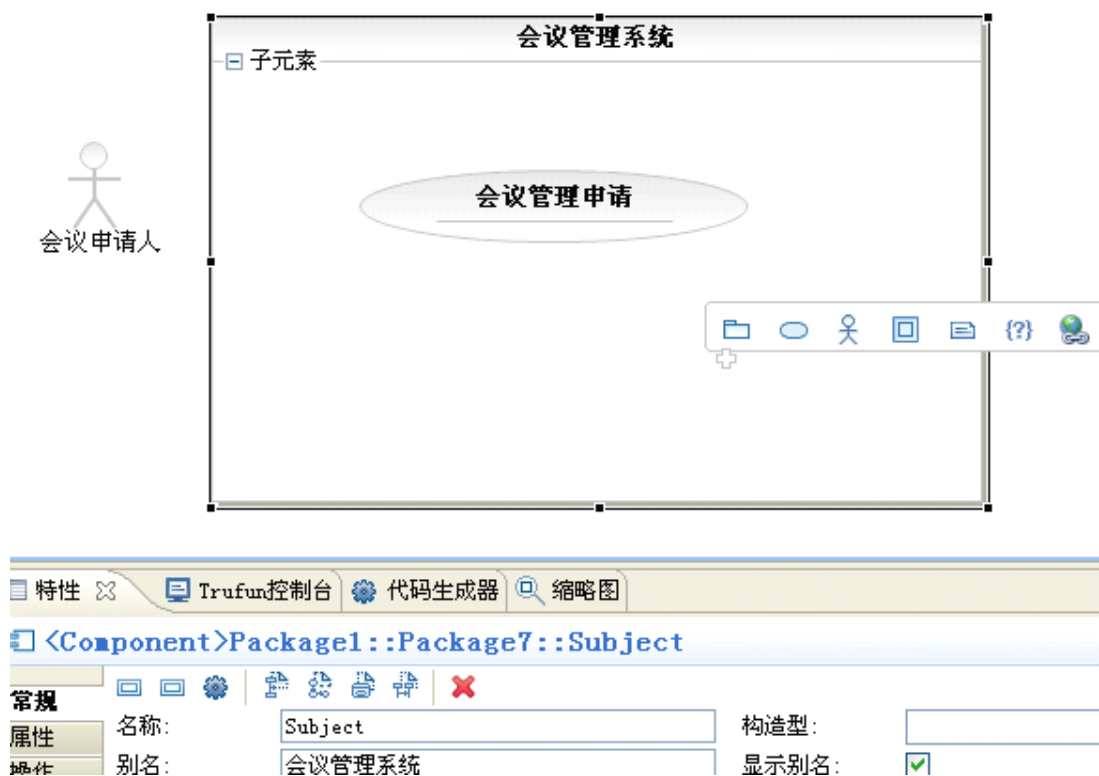 会议管理系统
子元素
会议管理申请
会议申请人
{?}
特性 Trufun控制台 代码生成器 缩略图
<Component>Package1::Package7::Subject
常规
名称: Subject 构造型:
属性
别名: 会议管理系统 显示别名:
操作